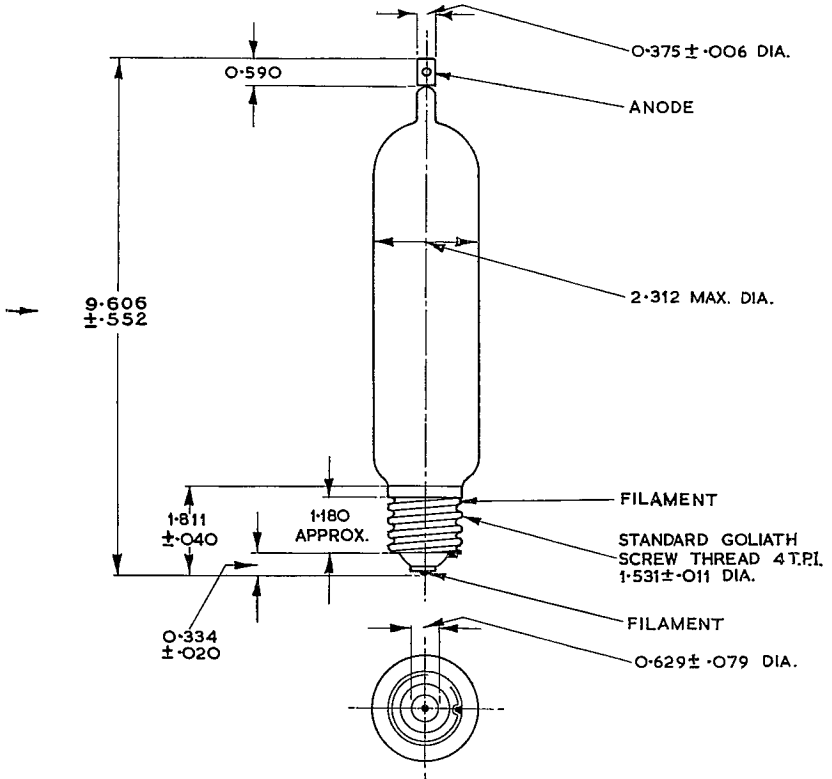 0·375 ± ·006 DIA.
0·590
ANODE
9·606
±·552
2·312 MAX. DIA.
FILAMENT
1·811
±·040
1·180
APPROX.
STANDARD GOLIATH
SCREW THREAD 4 T.P.I.
1·531±·011 DIA.
FILAMENT
0·334
±·020
0·629± ·079 DIA.